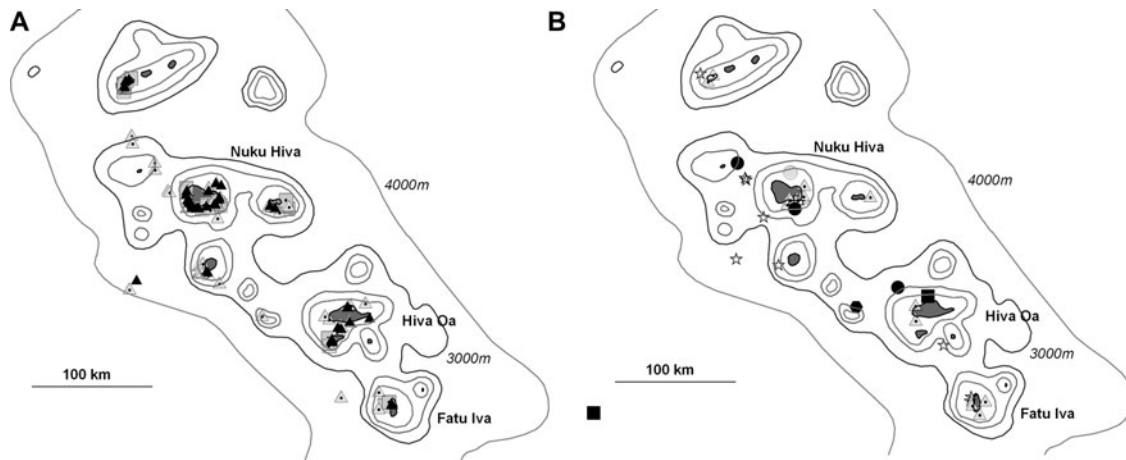 A
Nuku Hiva
4000m
Hiva Oa
3000m
100 km
Fatu Iva
B
Nuku Hiva
4000m
Hiva Oa
3000m
100 km
Fatu Iva